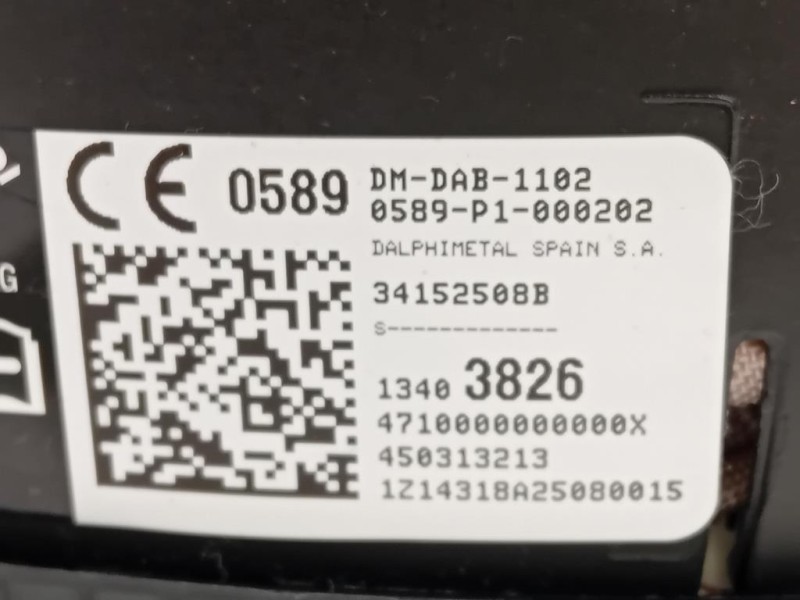 CE 0589 DM-DAB-1102
0589-P1-000202
DALPHIMETAL SPAIN S.A.
34152508B
S-------------
1340 3826
4710000000000X
450313213
1Z14318A25080015
G